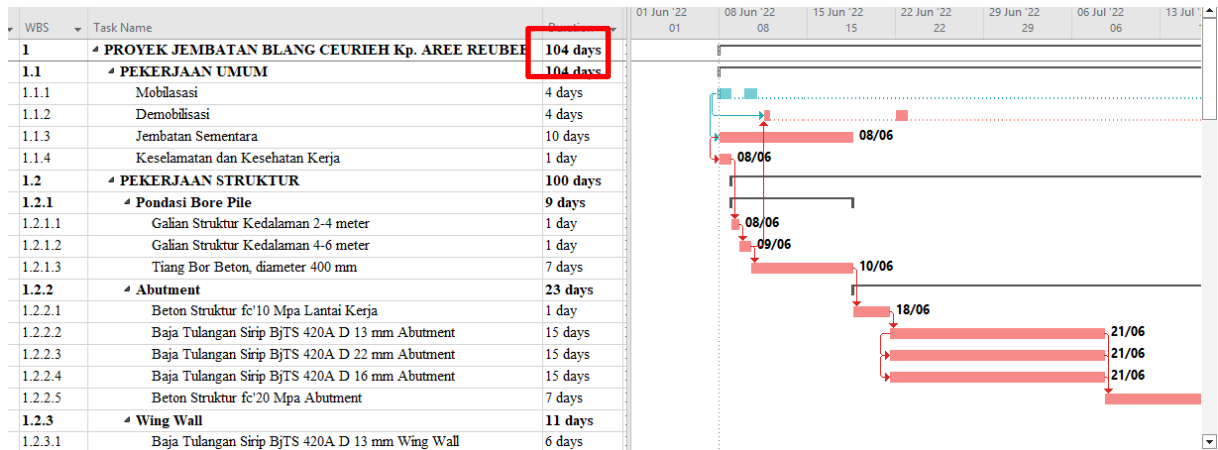 01 Jun '22 08 Jun '22 15 Jun '22 22 Jun '22 29 Jun '22 06 Jul '22 13 Jul '
WBS Task Name Duration 01 08 15 22 29 06
1 PROYEK JEMBATAN BLANG CEURIEH Kp. AREE REUBEE 104 days
1.1 PEKERJAAN UMUM 104 days
1.1.1 Mobilasasi 4 days
1.1.2 Demobilisasi 4 days
1.1.3 Jembatan Sementara 10 days 08/06
1.1.4 Keselamatan dan Kesehatan Kerja 1 day 08/06
1.2 PEKERJAAN STRUKTUR 100 days
1.2.1 Pondasi Bore Pile 9 days
1.2.1.1 Galian Struktur Kedalaman 2-4 meter 1 day 08/06
1.2.1.2 Galian Struktur Kedalaman 4-6 meter 1 day 09/06
1.2.1.3 Tiang Bor Beton, diameter 400 mm 7 days 10/06
1.2.2 Abutment 23 days
1.2.2.1 Beton Struktur fc'10 Mpa Lantai Kerja 1 day 18/06
1.2.2.2 Baja Tulangan Sirip BjTS 420A D 13 mm Abutment 15 days 21/06
1.2.2.3 Baja Tulangan Sirip BjTS 420A D 22 mm Abutment 15 days 21/06
1.2.2.4 Baja Tulangan Sirip BjTS 420A D 16 mm Abutment 15 days 21/06
1.2.2.5 Beton Struktur fc'20 Mpa Abutment 7 days
1.2.3 Wing Wall 11 days
1.2.3.1 Baja Tulangan Sirip BjTS 420A D 13 mm Wing Wall 6 days